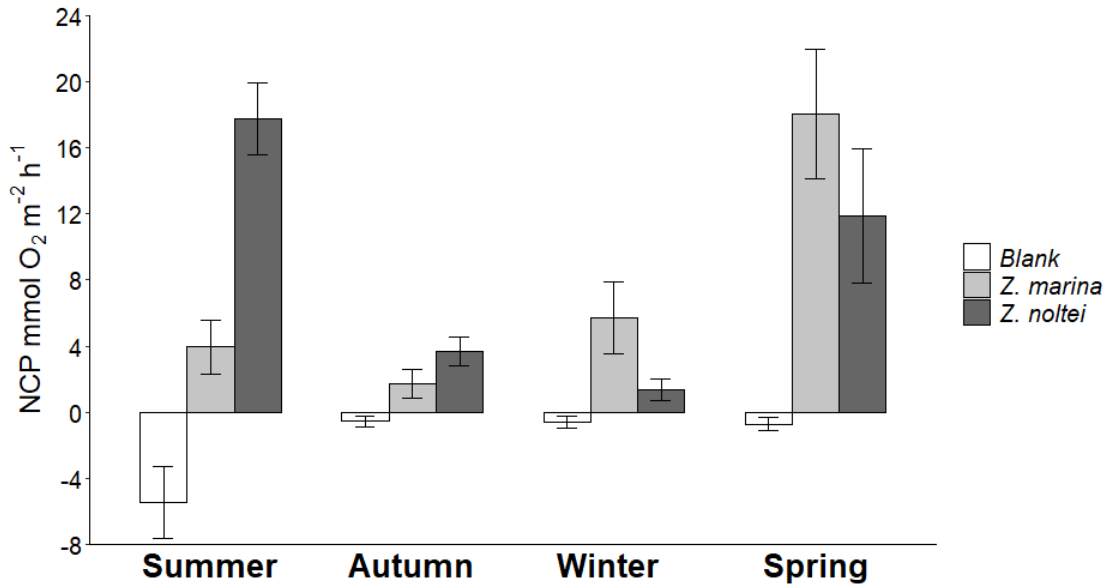 24
20
16
12
8
4
0
-4
-8
NCP mmol O₂ m⁻² h⁻¹
Blank
Z. marina
Z. noltei
Summer Autumn Winter Spring